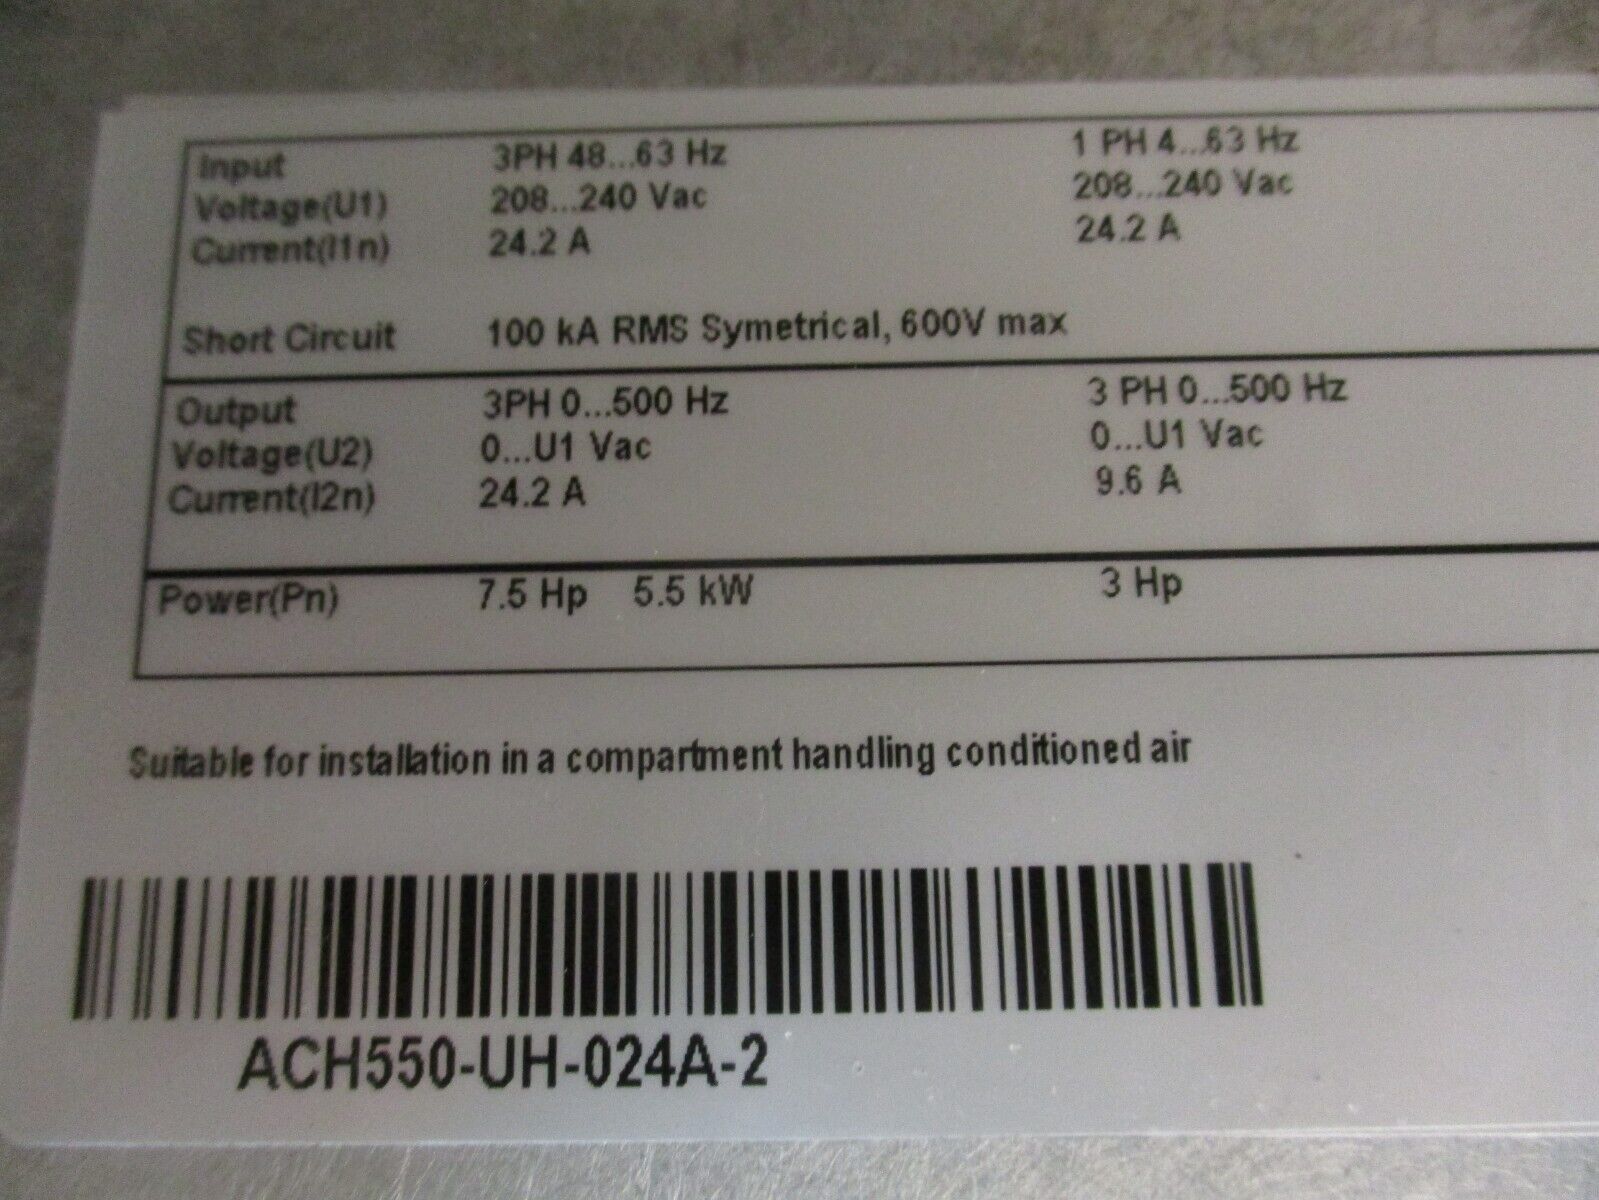 Input 3PH 48...63 Hz 1 PH 4...63 Hz
Voltage(U1) 208...240 Vac 208...240 Vac
Current(I1n) 24.2 A 24.2 A
Short Circuit 100 kA RMS Symetrical, 600V max
Output 3PH 0...500 Hz 3 PH 0...500 Hz
Voltage(U2) 0...U1 Vac 0...U1 Vac
Current(I2n) 24.2 A 9.6 A
Power(Pn) 7.5 Hp 5.5 kW 3 Hp
Suitable for installation in a compartment handling conditioned air
ACH550-UH-024A-2